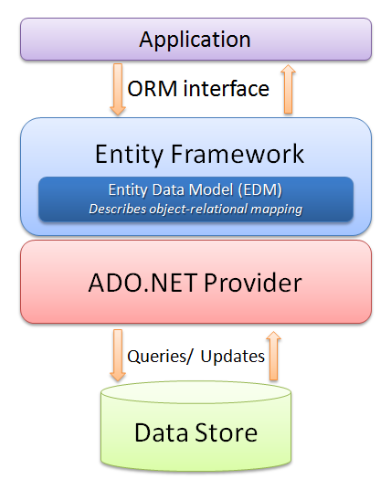 Application
ORM interface
Entity Framework
Entity Data Model (EDM)
Describes object-relational mapping
ADO.NET Provider
Queries/ Updates
Data Store